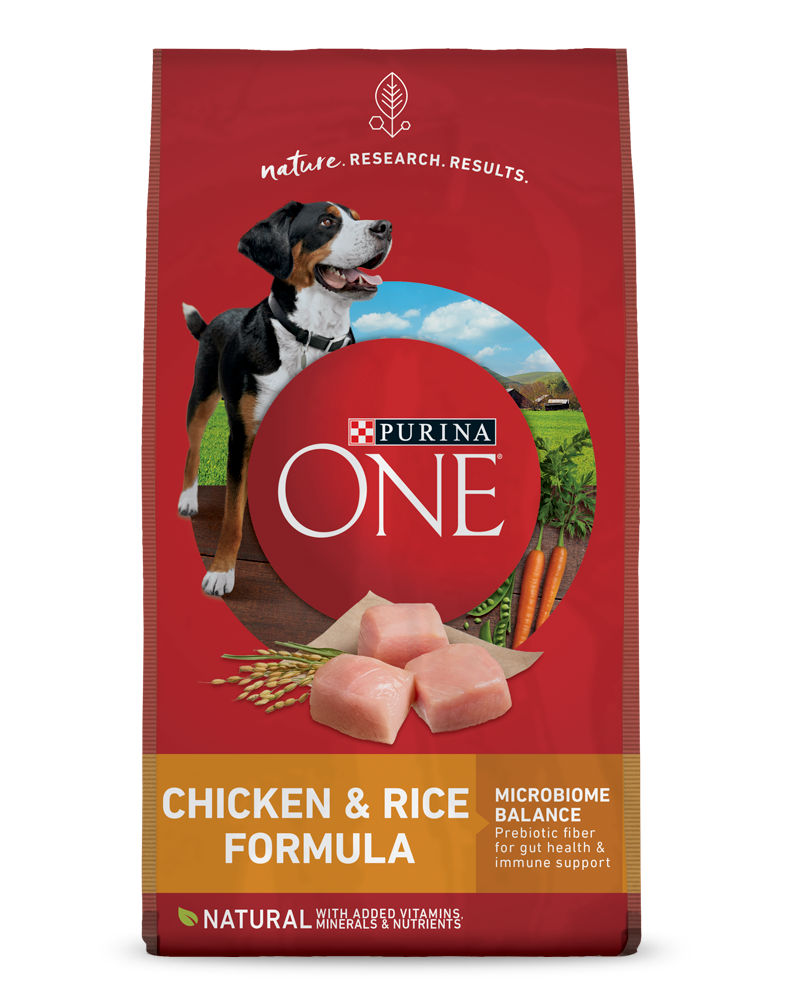 nature. RESEARCH. RESULTS.
PURINA
ONE®
CHICKEN & RICE
FORMULA
MICROBIOME
BALANCE
Prebiotic fiber
for gut health &
immune support
NATURAL WITH ADDED VITAMINS,
MINERALS & NUTRIENTS